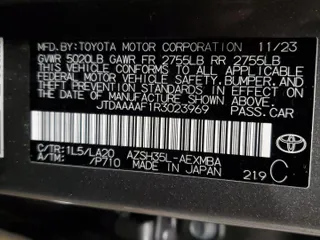 MFD.BY:TOYOTA MOTOR CORPORATION 11/23
GVWR 5020LB GAWR FR 2755LB RR 2755LB
THIS VEHICLE CONFORMS TO ALL APPLICABLE
FEDERAL MOTOR VEHICLE SAFETY,BUMPER, AND
THEFT PREVENTION STANDARDS IN EFFECT ON
THE DATE OF MANUFACTURE SHOWN ABOVE.
JTDAAAAF1R3023969 PASS.CAR
C/TR:1L5/LA20 AZSH35L-AEXMBA
A/TM: /P710 MADE IN JAPAN 219 C
TOYOTA